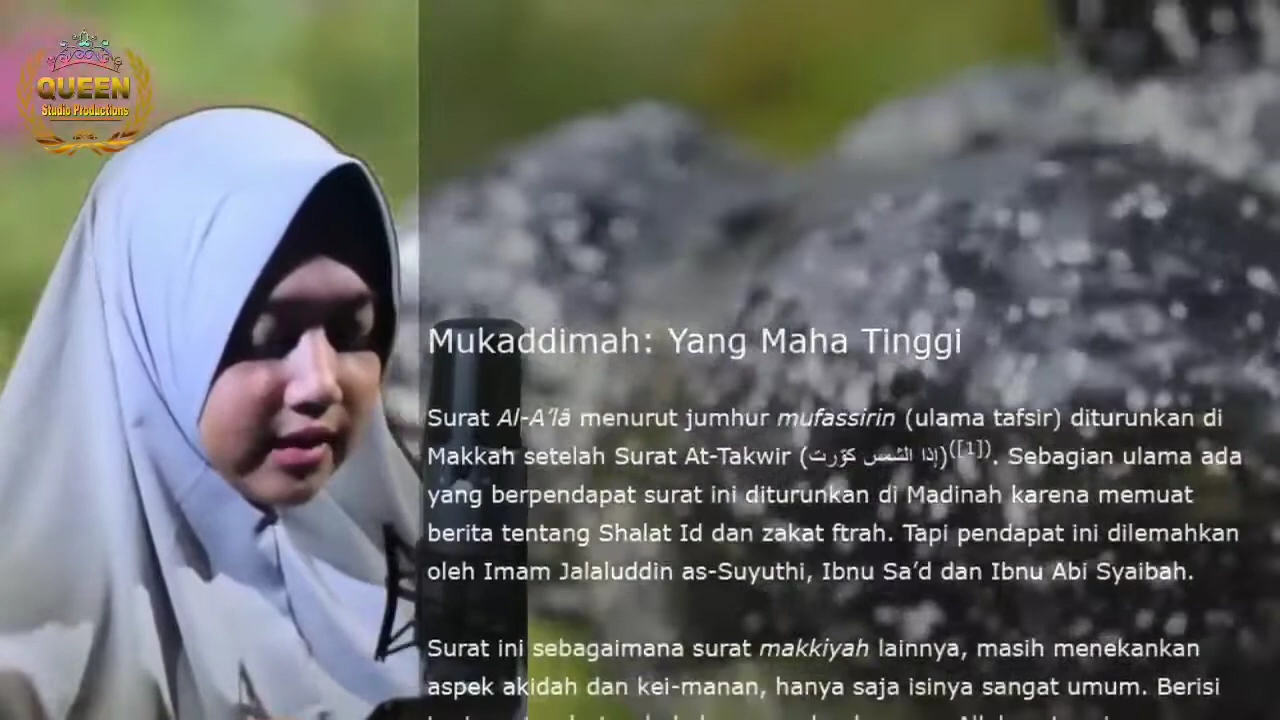 QUEEN
Studio Productions
Mukaddimah: Yang Maha Tinggi
Surat Al-A’lâ menurut jumhur mufassirin (ulama tafsir) diturunkan di
Makkah setelah Surat At-Takwir (إذا الشمس كوّرت)([1]). Sebagian ulama ada
yang berpendapat surat ini diturunkan di Madinah karena memuat
berita tentang Shalat Id dan zakat ftrah. Tapi pendapat ini dilemahkan
oleh Imam Jalaluddin as-Suyuthi, Ibnu Sa’d dan Ibnu Abi Syaibah.
Surat ini sebagaimana surat makkiyah lainnya, masih menekankan
aspek akidah dan kei-manan, hanya saja isinya sangat umum. Berisi